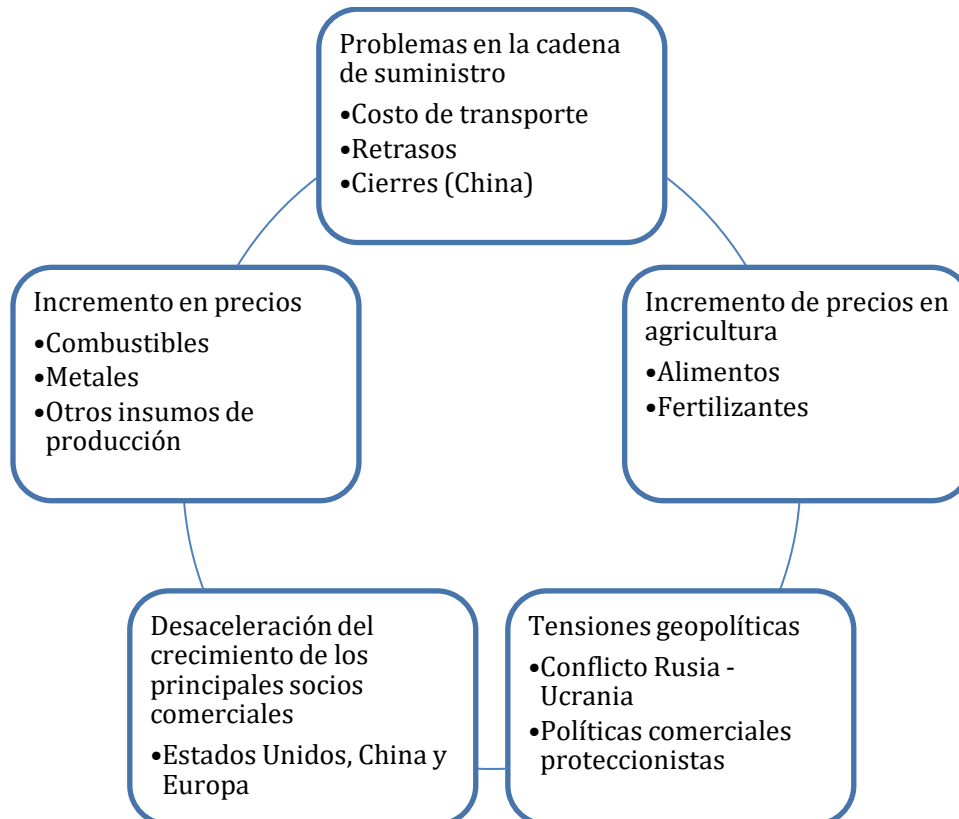 Problemas en la cadena
de suministro
•Costo de transporte
•Retrasos
•Cierres (China)
Incremento en precios
•Combustibles
•Metales
•Otros insumos de
producción
Incremento de precios en
agricultura
•Alimentos
•Fertilizantes
Desaceleración del
crecimiento de los
principales socios
comerciales
•Estados Unidos, China y
Europa
Tensiones geopolíticas
•Conflicto Rusia -
Ucrania
•Políticas comerciales
proteccionistas